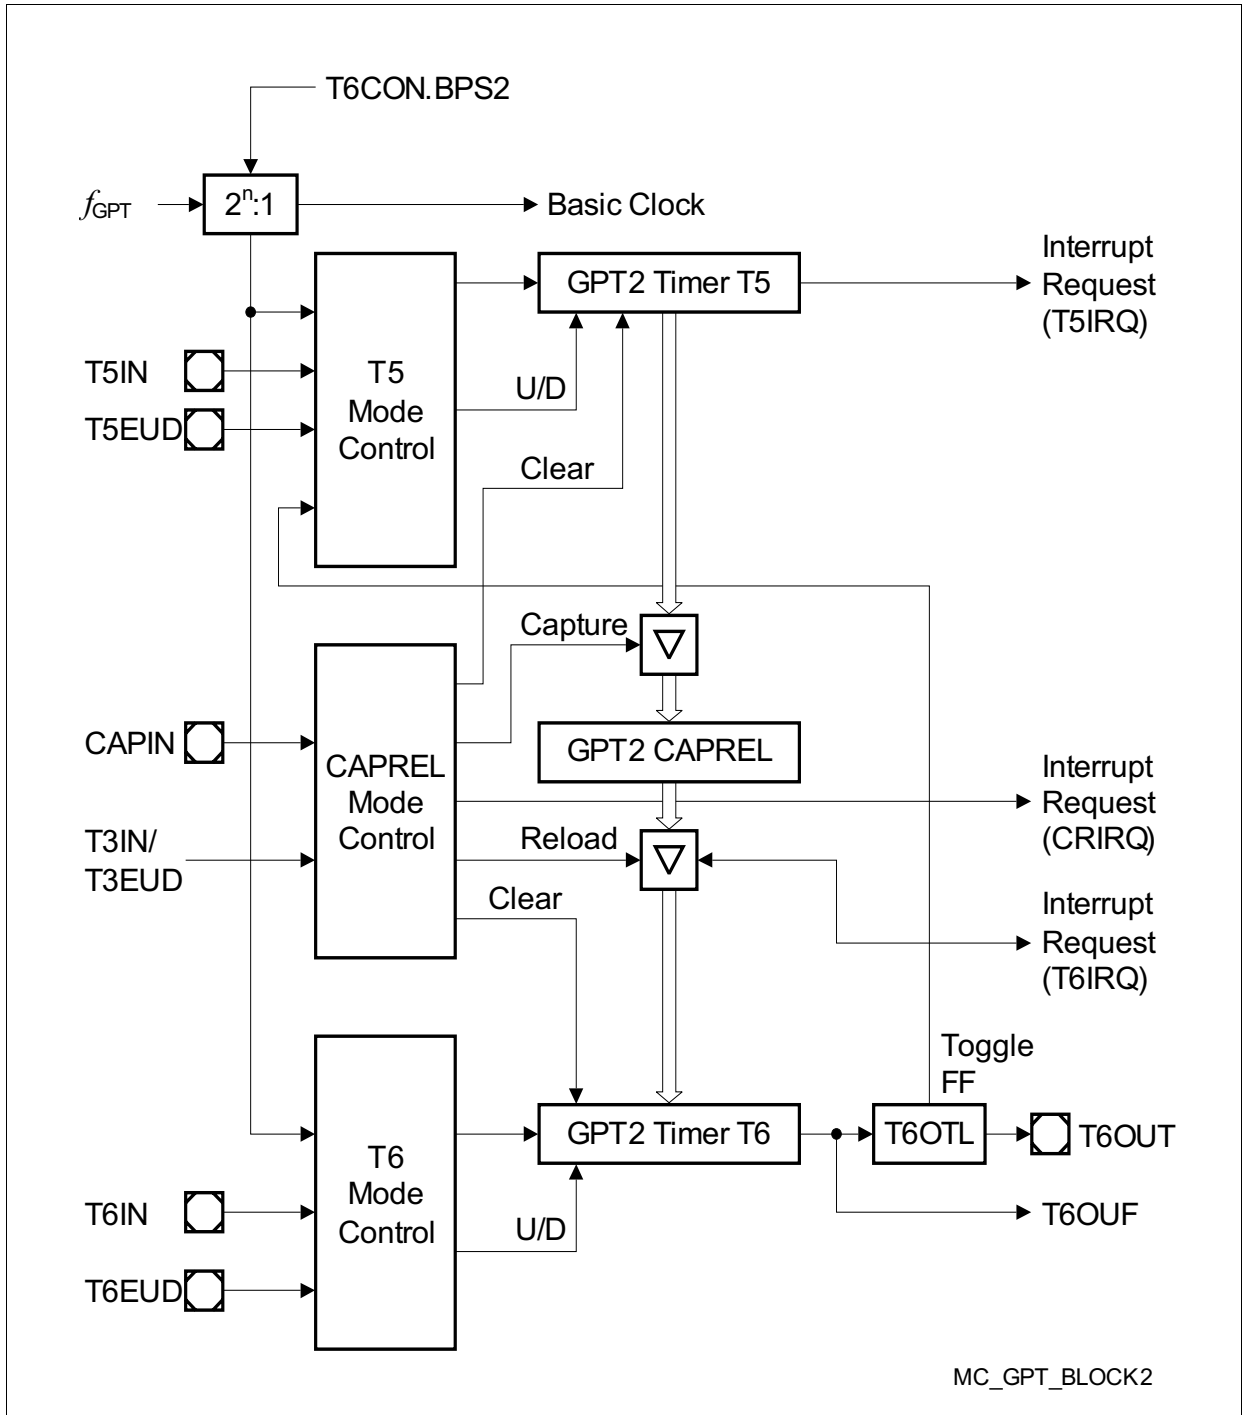 T6CON.BPS2
fGPT
2n:1
Basic Clock
Interrupt
Request
(T5IRQ)
GPT2 Timer T5
T5IN
T5
Mode
Control
U/D
T5EUD
Clear
Capture
CAPIN
CAPREL
Mode
Control
GPT2 CAPREL
Interrupt
Request
(CRIRQ)
T3IN/
T3EUD
Reload
Clear
Interrupt
Request
(T6IRQ)
Toggle
FF
GPT2 Timer T6
T6OTL
T6OUT
T6
Mode
Control
T6IN
U/D
T6OUF
T6EUD
MC_GPT_BLOCK2